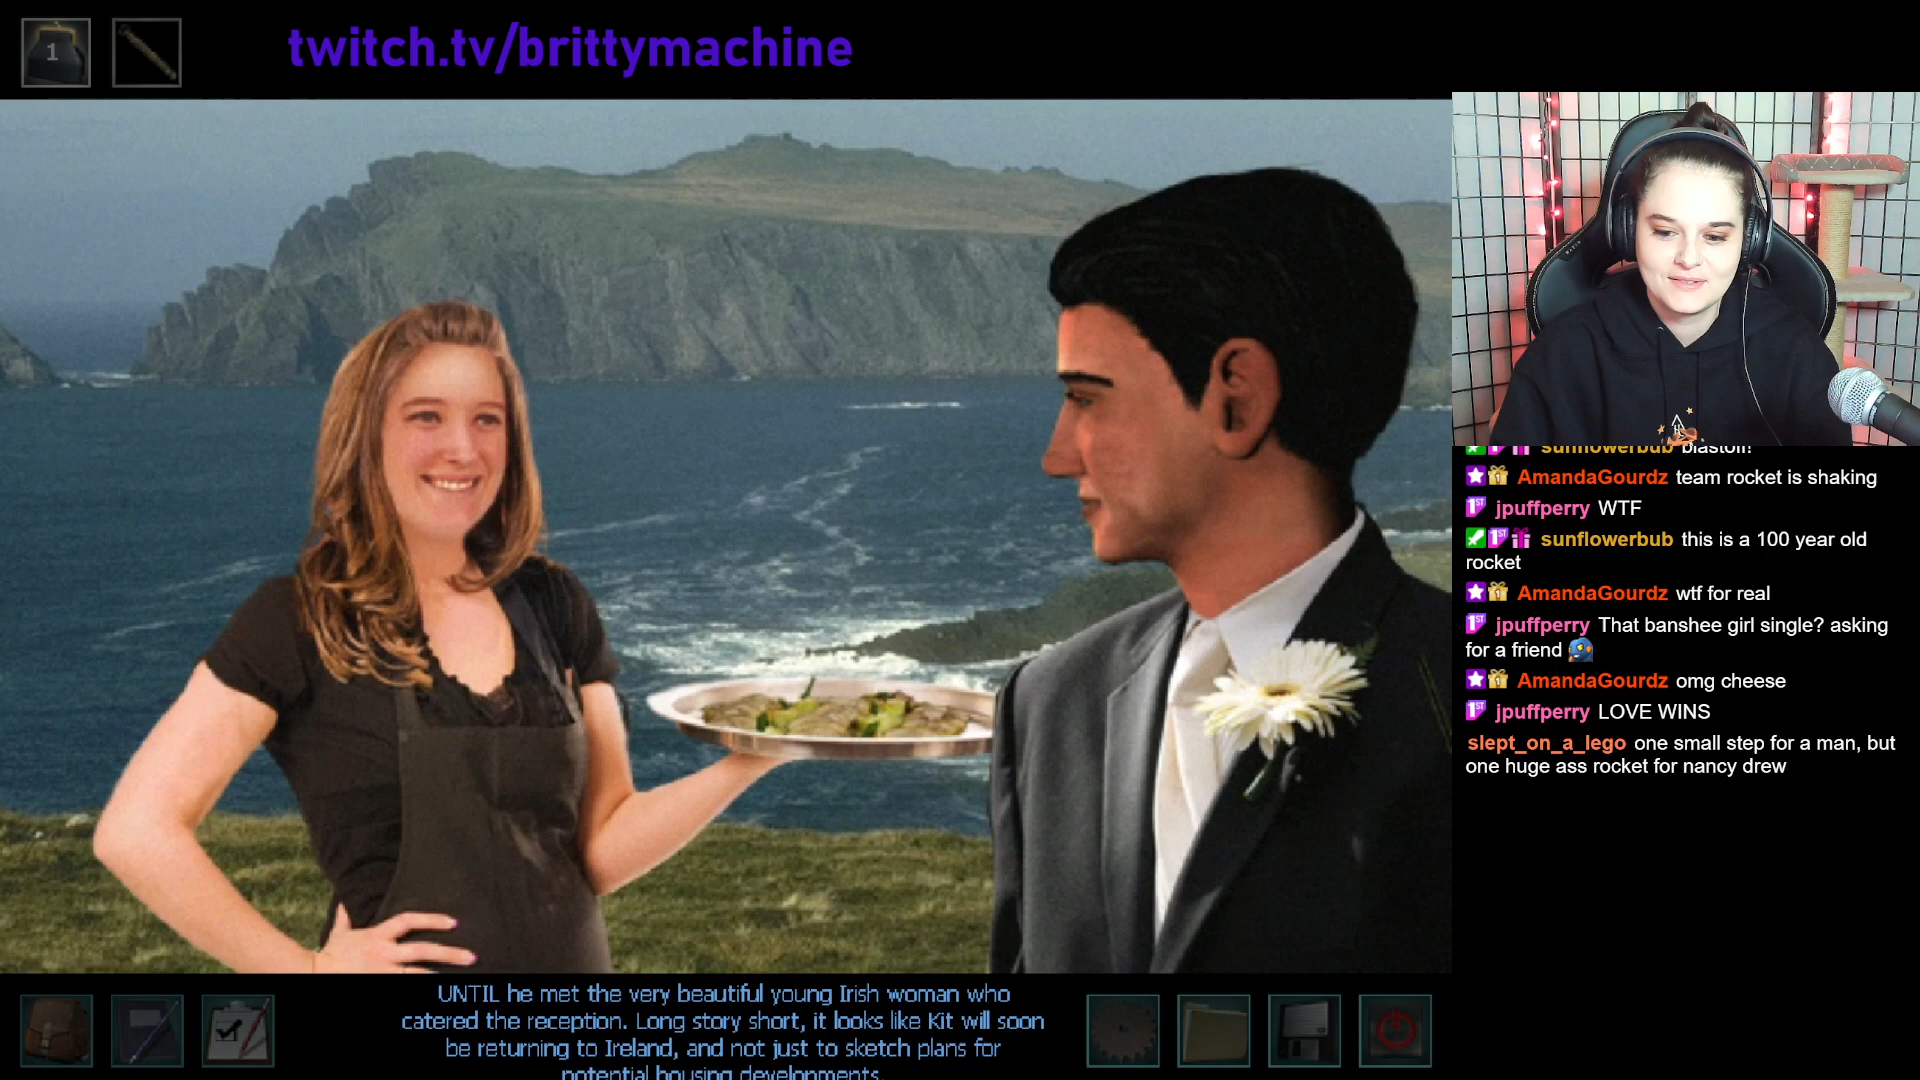 1
twitch.tv/brittymachine
sunflowerbub blastoff!
AmandaGourdz team rocket is shaking
jpuffperry WTF
sunflowerbub this is a 100 year old
rocket
AmandaGourdz wtf for real
jpuffperry That banshee girl single? asking
for a friend
AmandaGourdz omg cheese
jpuffperry LOVE WINS
slept_on_a_lego one small step for a man, but
one huge ass rocket for nancy drew
UNTIL he met the very beautiful young Irish woman who
catered the reception. Long story short, it looks like Kit will soon
be returning to Ireland, and not just to sketch plans for
potential housing developments.